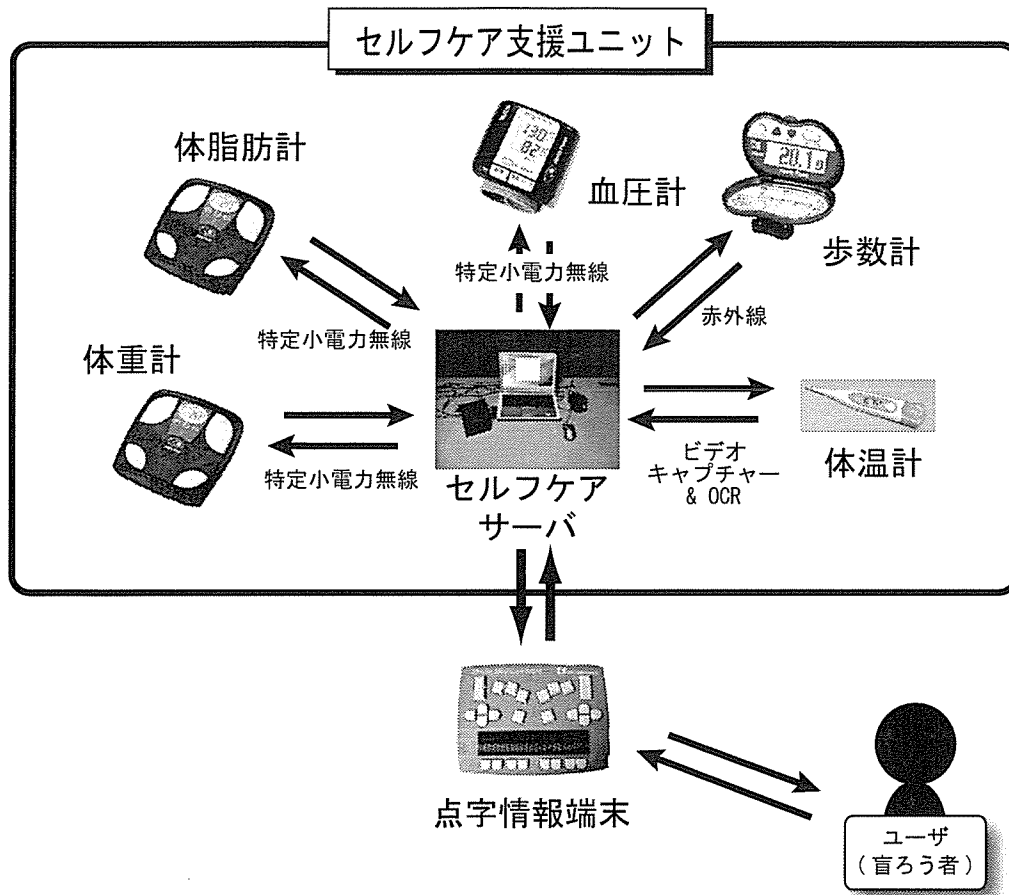 セルフケア支援ユニット
体脂肪計
血圧計
歩数計
特定小電力無線
赤外線
特定小電力無線
体重計
特定小電力無線
ビデオ
キャプチャー
& OCR
体温計
セルフケア
サーバ
点字情報端末
ユーザ
(盲ろう者)